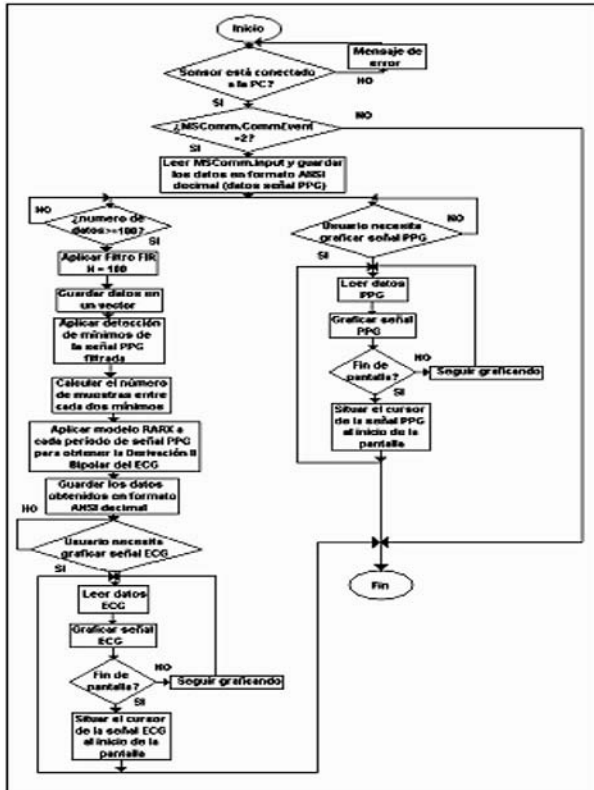 Inicio
Mensaje de
error
Sensor está conectado
a la PC?
NO
SI
¿MSComm.CommEvent
=2?
NO
SI
Leer MSComm.Input y guardar
los datos en formato ANSI
decimal (datos señal PPG)
NO
¿numero de
datos>=100?
SI
Aplicar Filtro FIR
N = 100
Guardar datos en
un vector
Aplicar detección
de mínimos de
la señal PPG
filtrada
Calcular el número
de muestras entre
cada dos mínimos
Aplicar modelo RARX a
cada período de señal PPG
para obtener la Derivación II
Bipolar del ECG
Guardar los datos
obtenidos en formato
ANSI decimal
NO
Usuario necesita
graficar señal ECG
SI
Leer datos
ECG
Graficar señal
ECG
Fin de
pantalla?
NO
Seguir graficando
SI
Situar el cursor
de la señal ECG
al inicio de la
pantalla
NO
Usuario necesita
graficar señal PPG
SI
Leer datos
PPG
Graficar señal
PPG
Fin de
pantalla?
NO
Seguir graficando
SI
Situar el cursor
de la señal PPG
al inicio de la
pantalla
Fin